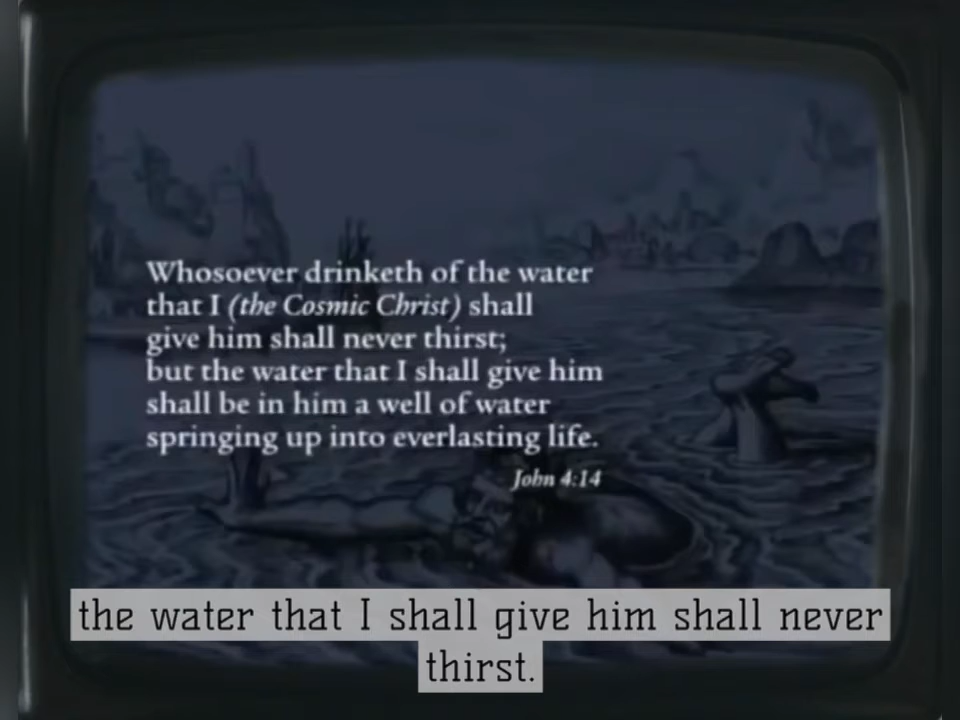 Whosoever drinketh of the water
that I (the Cosmic Christ) shall
give him shall never thirst;
but the water that I shall give him
shall be in him a well of water
springing up into everlasting life.
John 4:14
the water that I shall give him shall never
thirst.